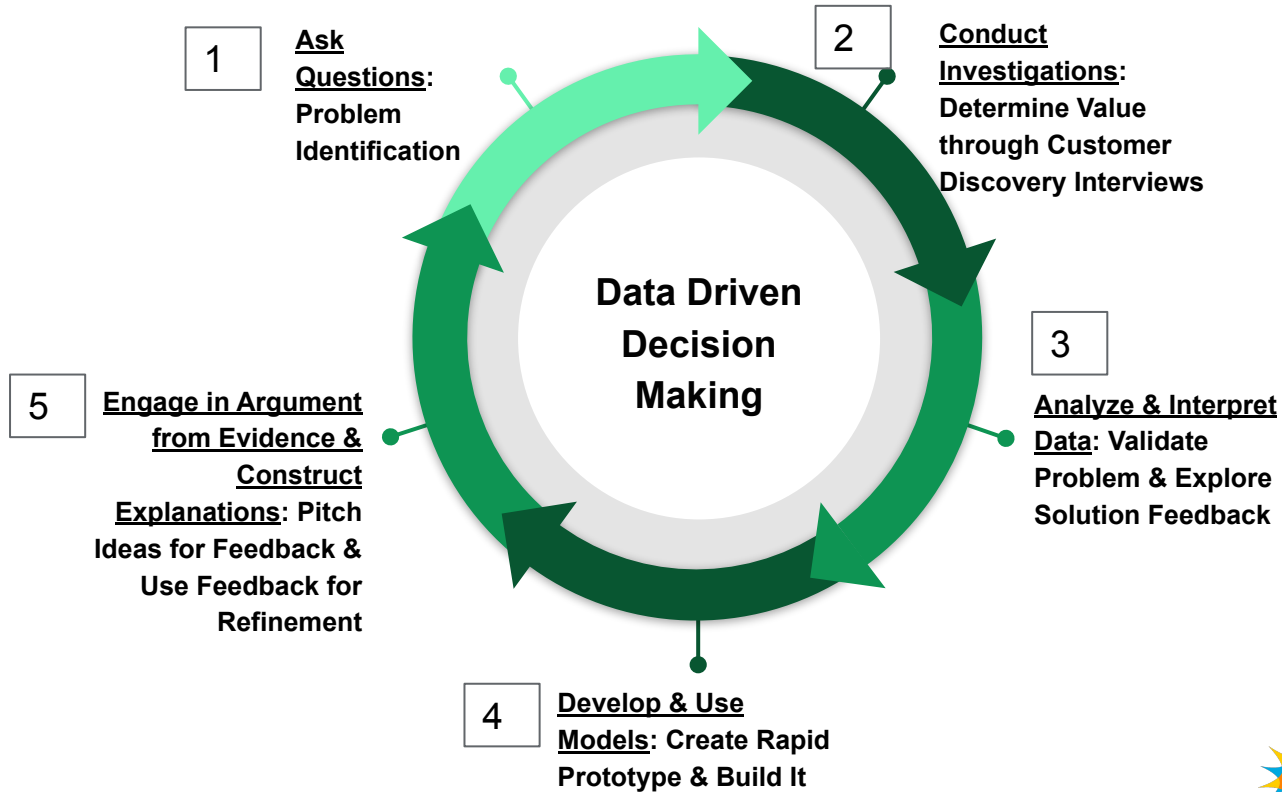 1
Ask
Questions:
Problem
Identification
2
Conduct
Investigations:
Determine Value
through Customer
Discovery Interviews
Data Driven
Decision
Making
3
Analyze & Interpret
Data: Validate
Problem & Explore
Solution Feedback
4
Develop & Use
Models: Create Rapid
Prototype & Build It
5
Engage in Argument
from Evidence &
Construct
Explanations: Pitch
Ideas for Feedback &
Use Feedback for
Refinement